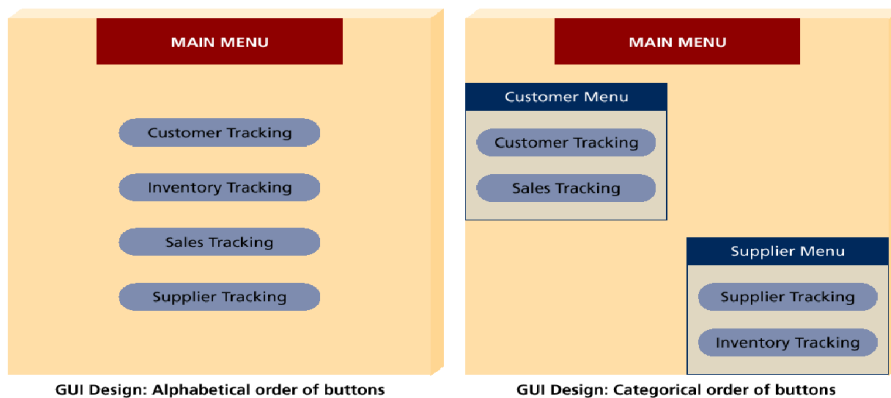 MAIN MENU
Customer Tracking
Inventory Tracking
Sales Tracking
Supplier Tracking
GUI Design: Alphabetical order of buttons
MAIN MENU
Customer Menu
Customer Tracking
Sales Tracking
Supplier Menu
Supplier Tracking
Inventory Tracking
GUI Design: Categorical order of buttons